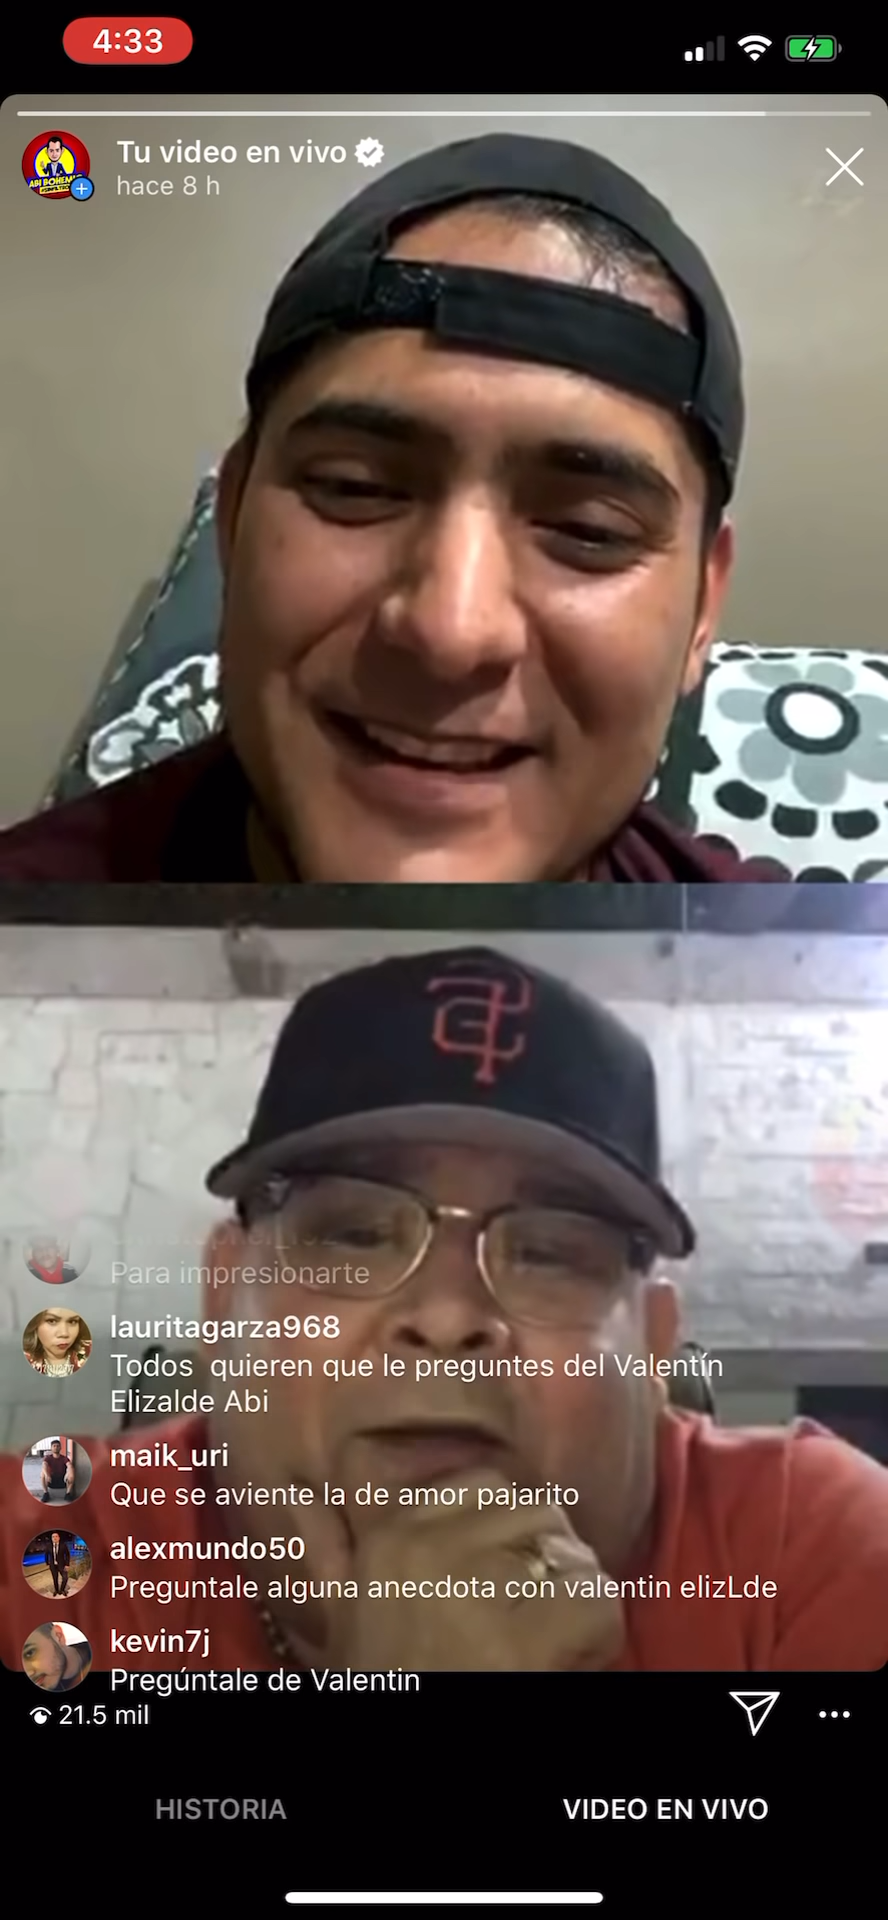 4:33
Tu video en vivo
hace 8 h
ABI BOHEMIO
Para impresionarte
lauritagarza968
Todos quieren que le preguntes del Valentín
Elizalde Abi
maik_uri
Que se aviente la de amor pajarito
alexmundo50
Preguntale alguna anecdota con valentin elizLde
kevin7j
Pregúntale de Valentin
21.5 mil
HISTORIA
VIDEO EN VIVO